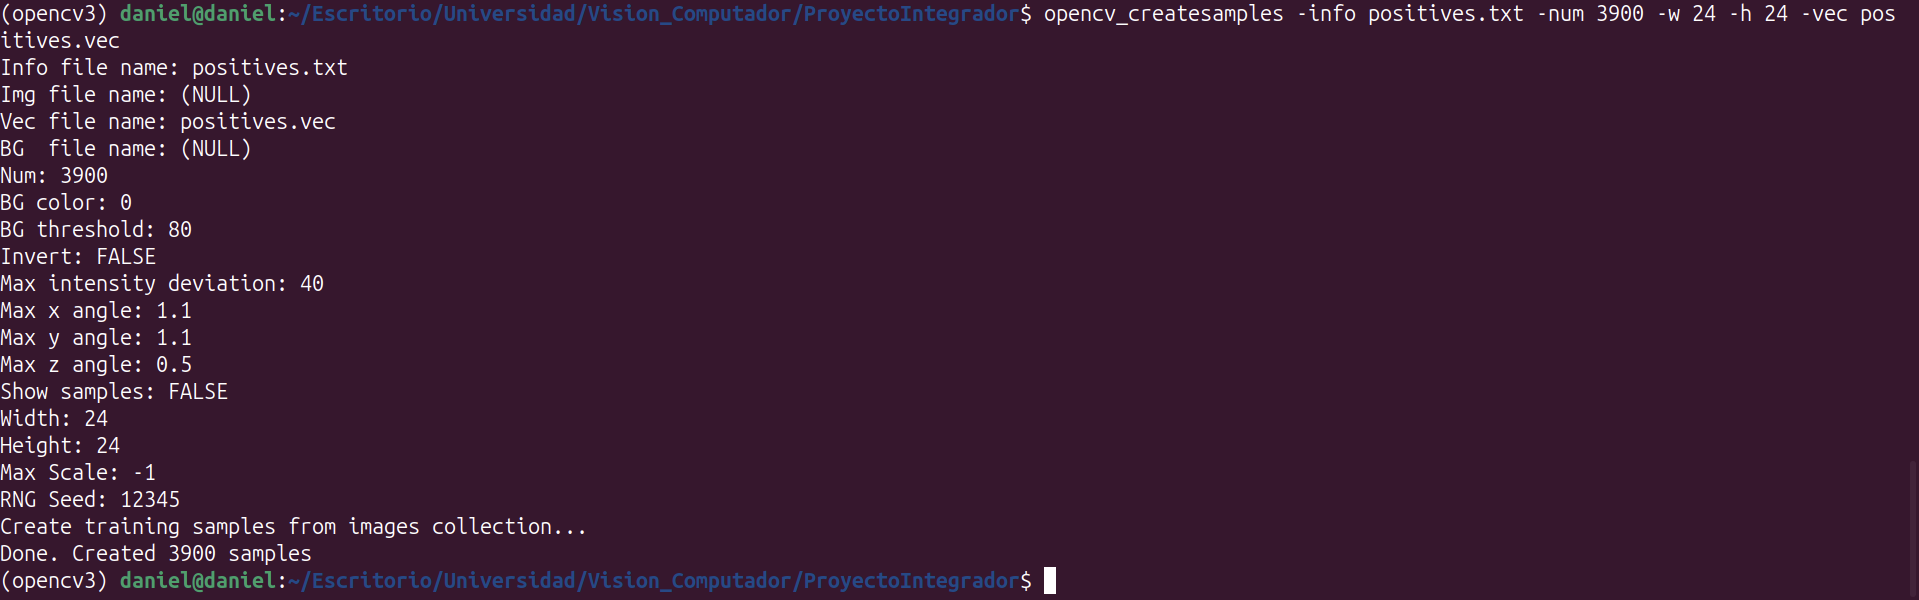 (opencv3) daniel@daniel:~/Escritorio/Universidad/Vision_Computador/ProyectoIntegrador$ opencv_createsamples -info positives.txt -num 3900 -w 24 -h 24 -vec pos
itives.vec
Info file name: positives.txt
Img file name: (NULL)
Vec file name: positives.vec
BG  file name: (NULL)
Num: 3900
BG color: 0
BG threshold: 80
Invert: FALSE
Max intensity deviation: 40
Max x angle: 1.1
Max y angle: 1.1
Max z angle: 0.5
Show samples: FALSE
Width: 24
Height: 24
Max Scale: -1
RNG Seed: 12345
Create training samples from images collection...
Done. Created 3900 samples
(opencv3) daniel@daniel:~/Escritorio/Universidad/Vision_Computador/ProyectoIntegrador$